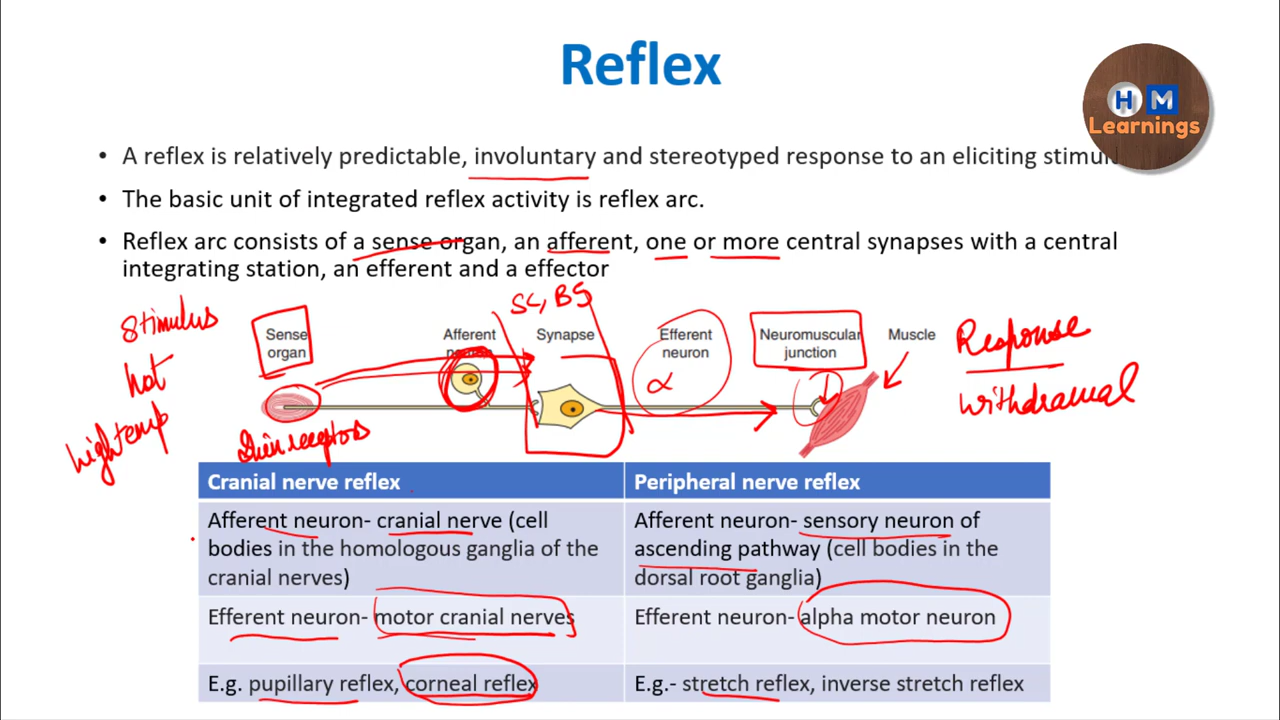 Reflex
H M
Learnings
• A reflex is relatively predictable, involuntary and stereotyped response to an eliciting
• The basic unit of integrated reflex activity is reflex arc.
• Reflex arc consists of a sense organ, an afferent, one or more central synapses with a central
integrating station, an efferent and a effector
SC, BS
Stimulus
hot
high temp
Sense
organ
Afferent
neuron
Synapse
Efferent
neuron
α
Neuromuscular
junction
Muscle
Response
withdrawal
receptors
Cranial nerve reflex
Peripheral nerve reflex
Afferent neuron- cranial nerve (cell
bodies in the homologous ganglia of the
cranial nerves)
Afferent neuron- sensory neuron of
ascending pathway (cell bodies in the
dorsal root ganglia)
Efferent neuron- motor cranial nerves
Efferent neuron- alpha motor neuron
E.g. pupillary reflex, corneal reflex
E.g.- stretch reflex, inverse stretch reflex